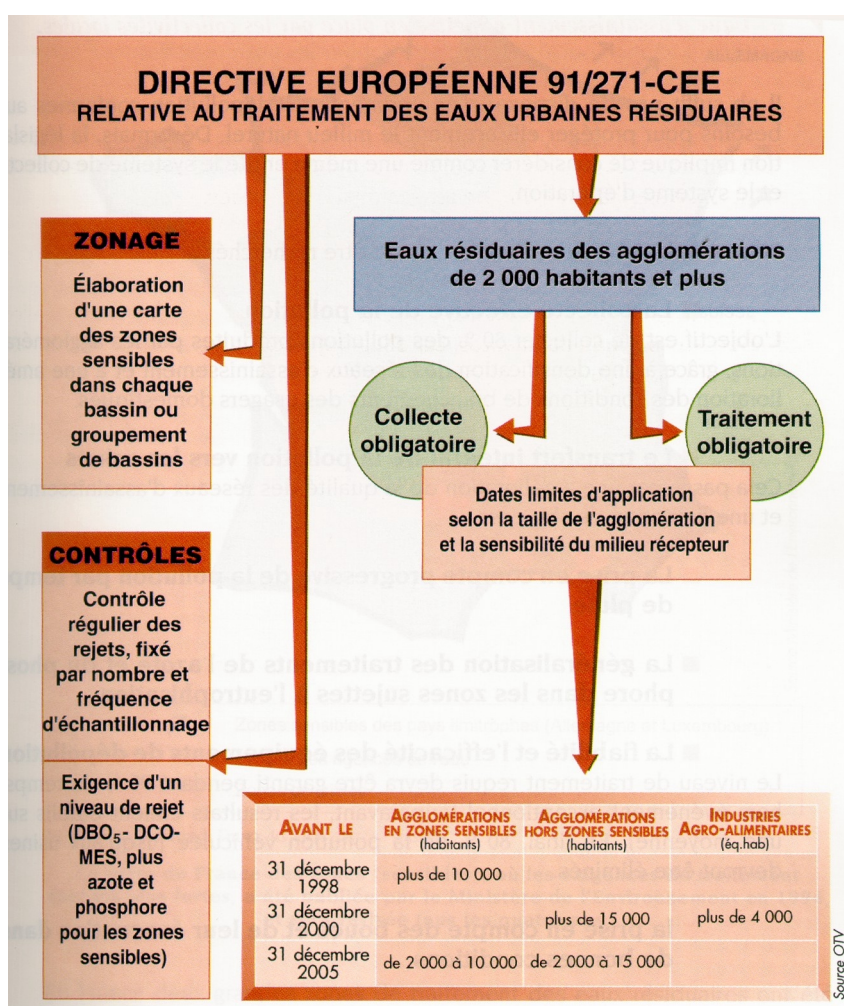 DIRECTIVE EUROPÉENNE 91/271-CEE
RELATIVE AU TRAITEMENT DES EAUX URBAINES RÉSIDUAIRES
ZONAGE
Élaboration
d'une carte
des zones
sensibles
dans chaque
bassin ou
groupement
de bassins
Eaux résiduaires des agglomérations
de 2 000 habitants et plus
Collecte
obligatoire
Traitement
obligatoire
Dates limites d'application
selon la taille de l'agglomération
et la sensibilité du milieu récepteur
CONTRÔLES
Contrôle
régulier des
rejets, fixé
par nombre et
fréquence
d'échantillonnage
Exigence d'un
niveau de rejet
(DBO₅- DCO-
MES, plus
azote et
phosphore
pour les zones
sensibles)
AVANT LE
AGGLOMÉRATIONS
EN ZONES SENSIBLES
(habitants)
AGGLOMÉRATIONS
HORS ZONES SENSIBLES
(habitants)
INDUSTRIES
AGRO-ALIMENTAIRES
(éq.hab)
31 décembre
1998
plus de 10 000
31 décembre
2000
plus de 15 000
plus de 4 000
31 décembre
2005
de 2 000 à 10 000
de 2 000 à 15 000
Source OTV